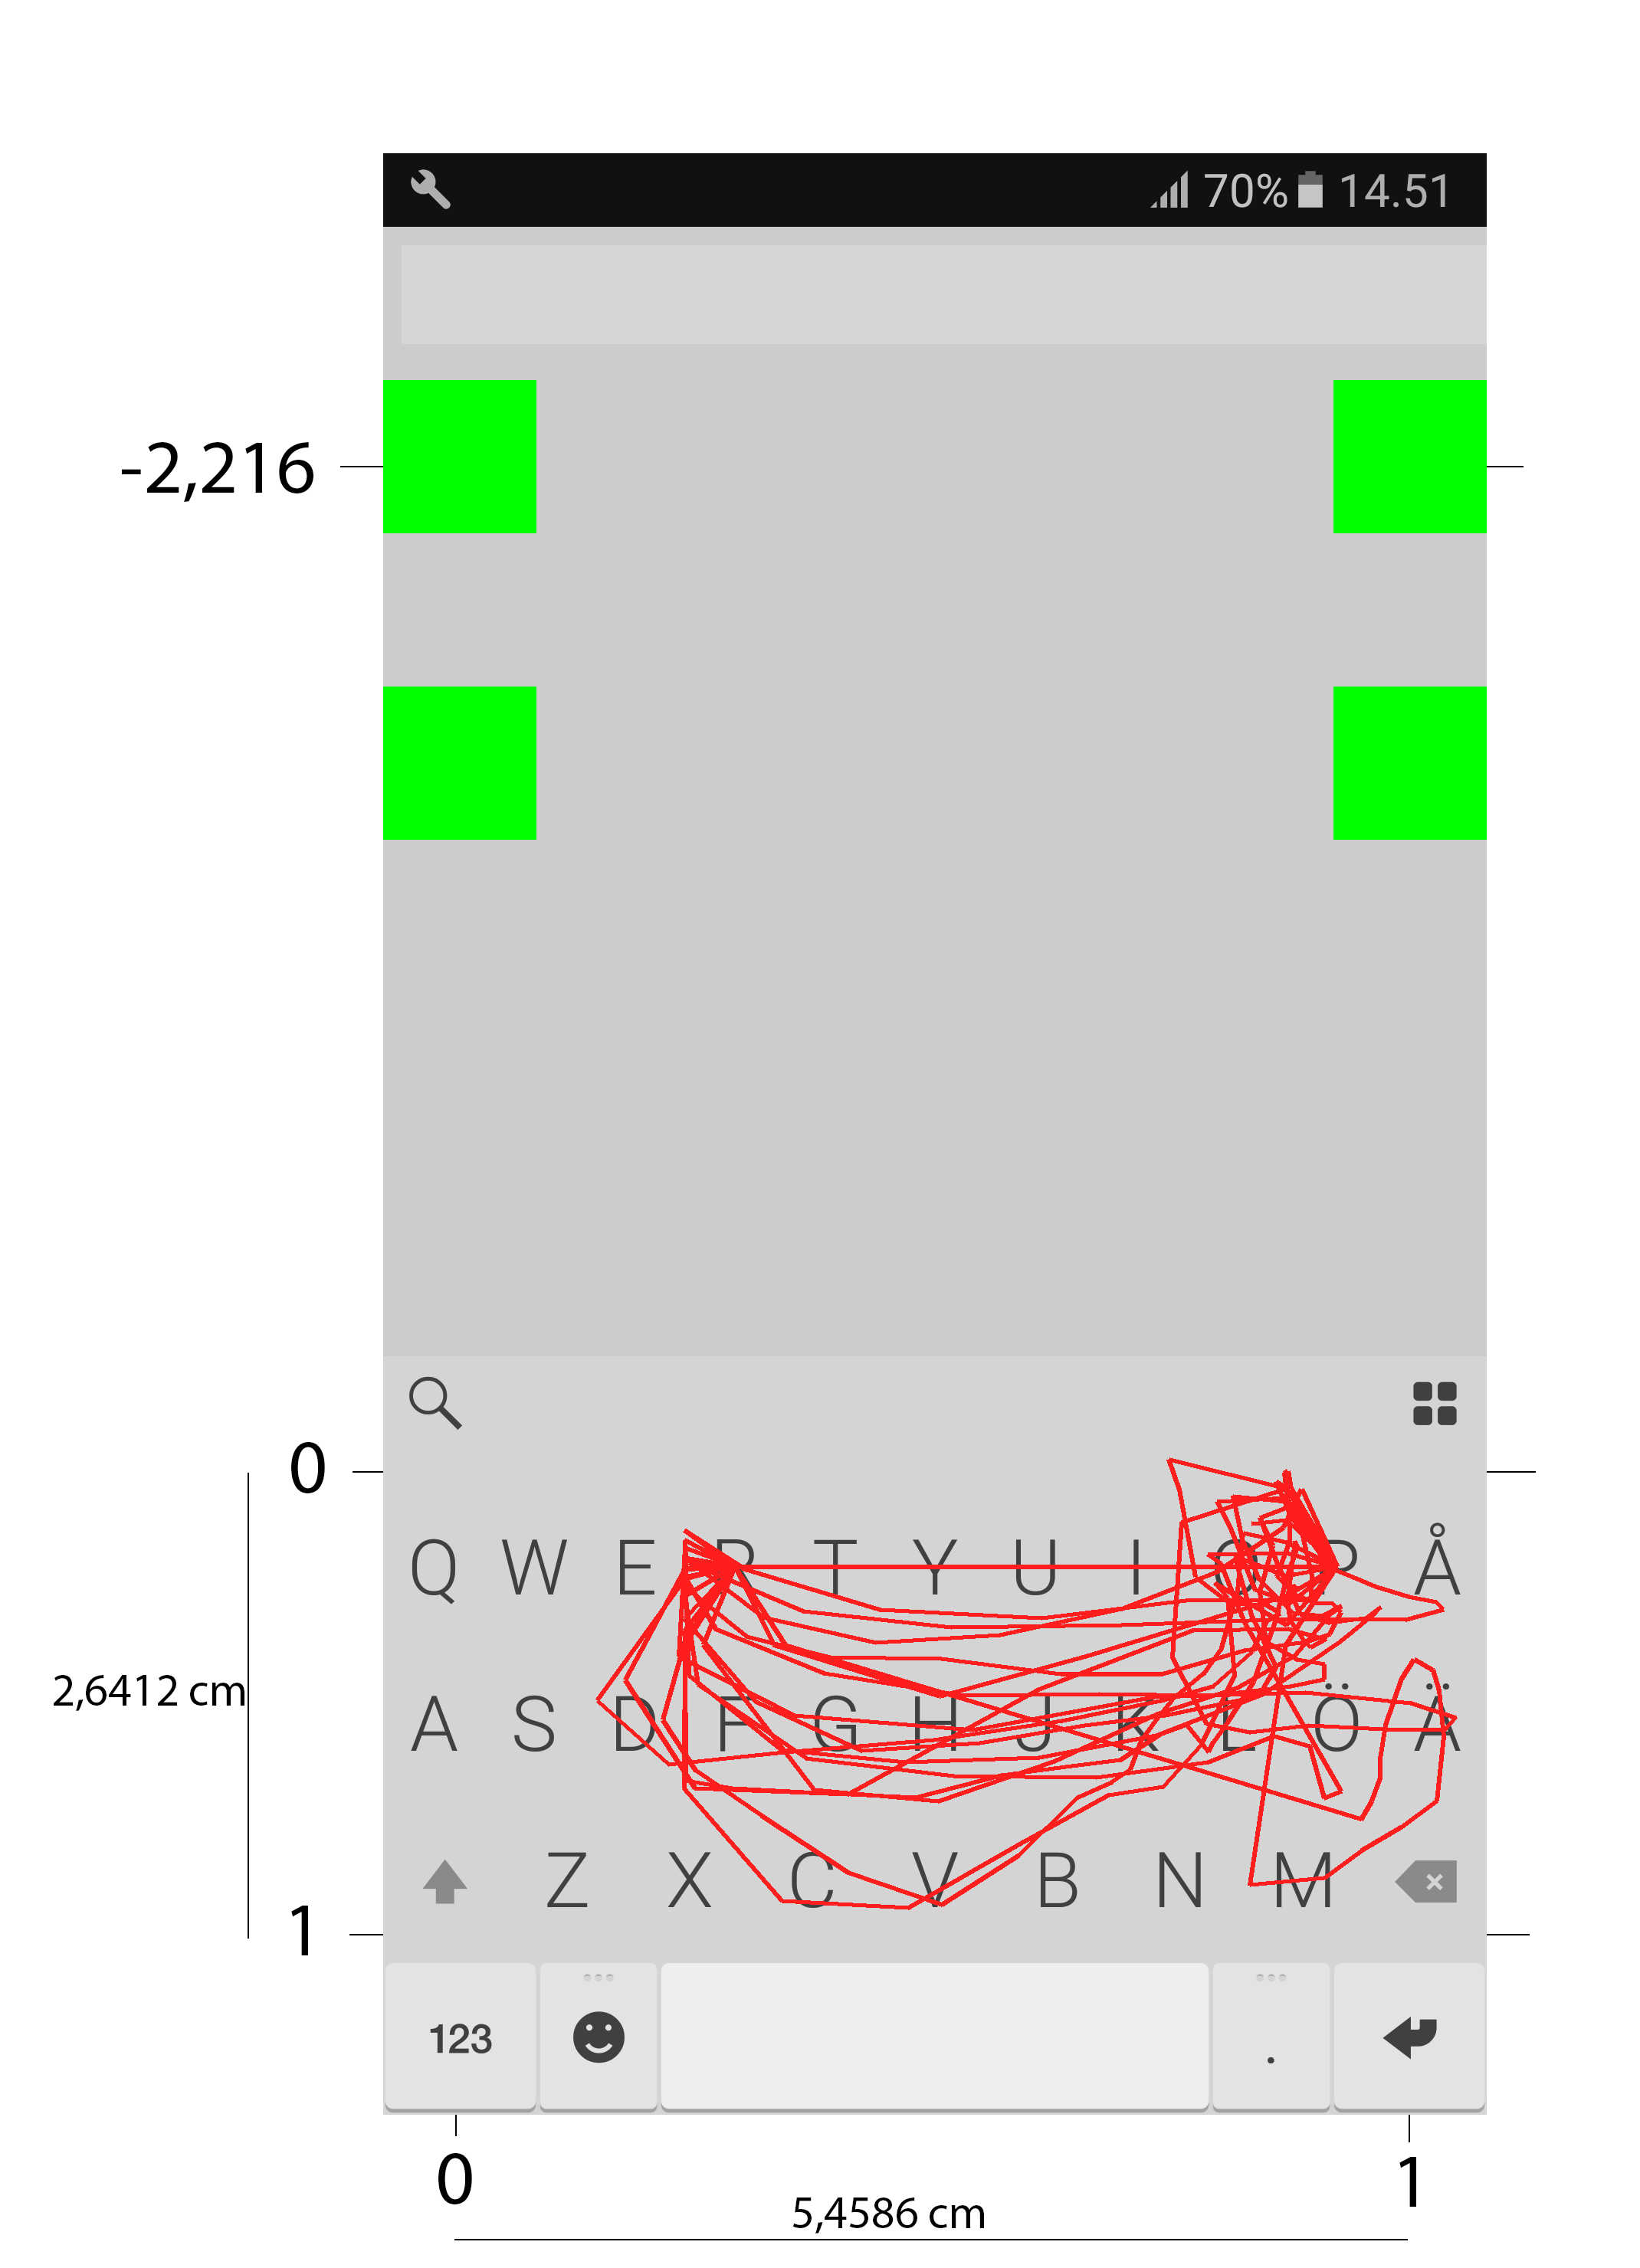 70% 14.51
-2,216
0
Q W E R T Y U I O P Å
2,6412 cm
A S D F G H J K L Ö Ä
Z X C V B N M
1
123 .
0 1
5,4586 cm